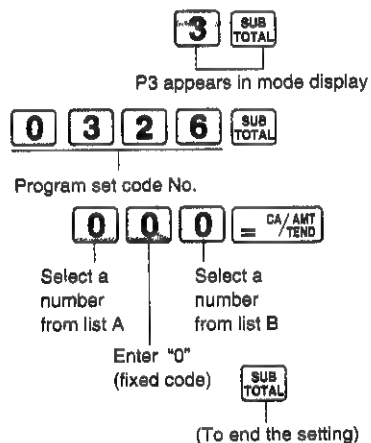 3 SUB TOTAL
P3 appears in mode display
0 3 2 6 SUB TOTAL
Program set code No.
0 0 0 = CA/AMT TEND
Select a number from list A
Select a number from list B
Enter "0" (fixed code)
SUB TOTAL
(To end the setting)